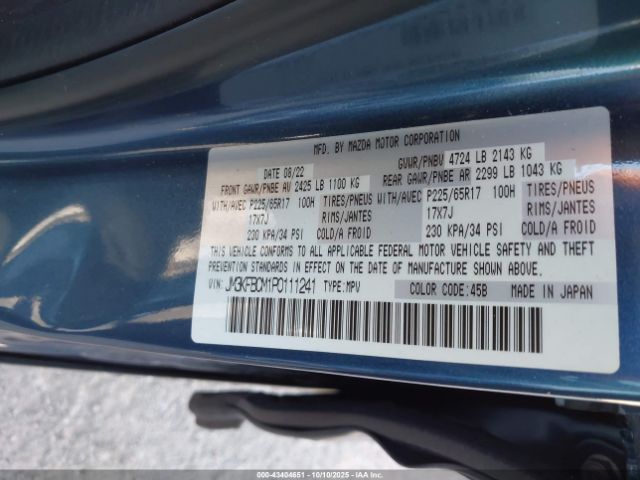 MFD. BY MAZDA MOTOR CORPORATION
DATE 08/22 GVWR/PNBV 4724 LB 2143 KG
FRONT GAWR/PNBE AV 2425 LB 1100 KG REAR GAWR/PNBE AR 2299 LB 1043 KG
WITH/AVEC P225/65R17 100H TIRES/PNEUS WITH/AVEC P225/65R17 100H TIRES/PNEUS
17X7J RIMS/JANTES 17X7J RIMS/JANTES
230 KPA/34 PSI COLD/A FROID 230 KPA/34 PSI COLD/A FROID
THIS VEHICLE CONFORMS TO ALL APPLICABLE FEDERAL MOTOR VEHICLE SAFETY AND THEFT
PREVENTION STANDARDS IN EFFECT ON THE DATE OF MANUFACTURE SHOWN ABOVE.
VIN: JM3KFBCM1P0111241 TYPE:MPV COLOR CODE:45B MADE IN JAPAN
000-43404651 - 10/10/2025 - IAA Inc.